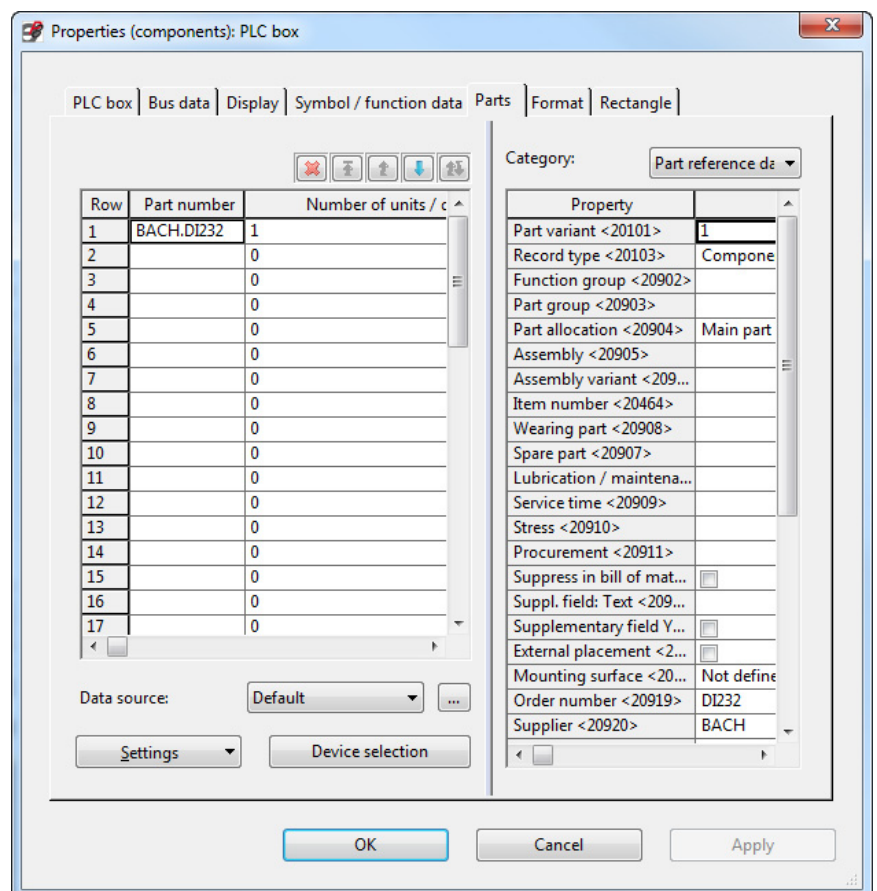 Properties (components): PLC box
PLC box Bus data Display Symbol / function data Parts Format Rectangle
Category: Part reference da
Row Part number Number of units / c
1 BACH.DI232 1
2 0
3 0
4 0
5 0
6 0
7 0
8 0
9 0
10 0
11 0
12 0
13 0
14 0
15 0
16 0
17 0
Data source: Default ...
Settings Device selection
Property
Part variant <20101> 1
Record type <20103> Compone
Function group <20902>
Part group <20903>
Part allocation <20904> Main part
Assembly <20905>
Assembly variant <209...
Item number <20464>
Wearing part <20908>
Spare part <20907>
Lubrication / maintena...
Service time <20909>
Stress <20910>
Procurement <20911>
Suppress in bill of mat...
Suppl. field: Text <209...
Supplementary field Y...
External placement <2...
Mounting surface <20... Not define
Order number <20919> DI232
Supplier <20920> BACH
OK Cancel Apply